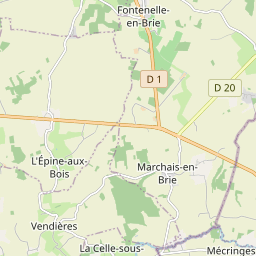 Fontenelle-
en-Brie
D 1
D 20
L'Épine-aux-
Bois
Marchais-en-
Brie
Vendières
La Celle-sous-
Mécringes